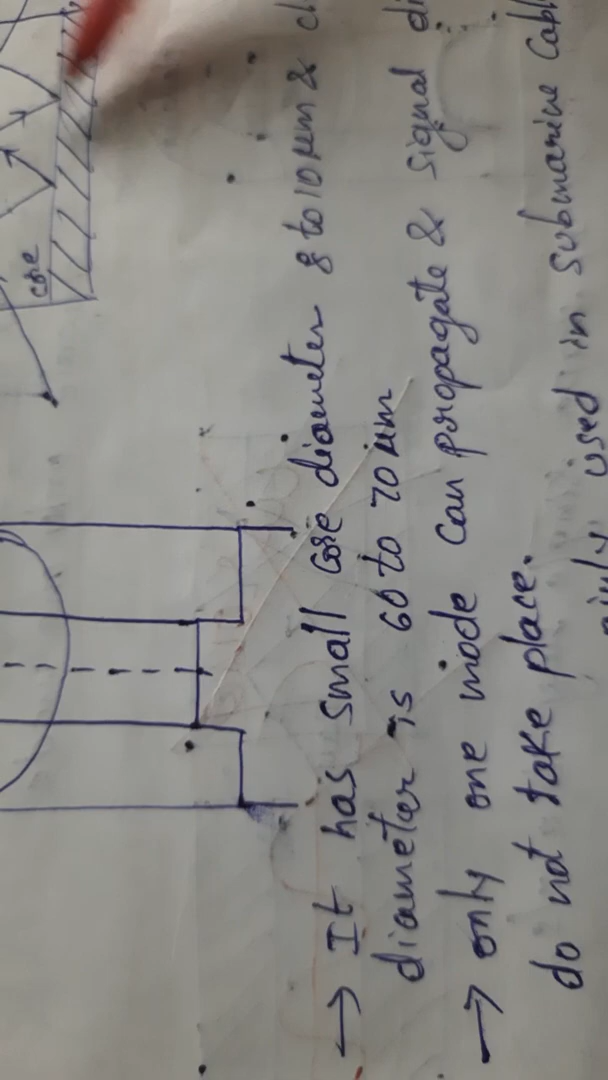 core
→ It has small core diameter 8 to 10 μm &
diameter is 60 to 70 μm
→ only one mode can propagate & signal
do not take place.
used in submarine